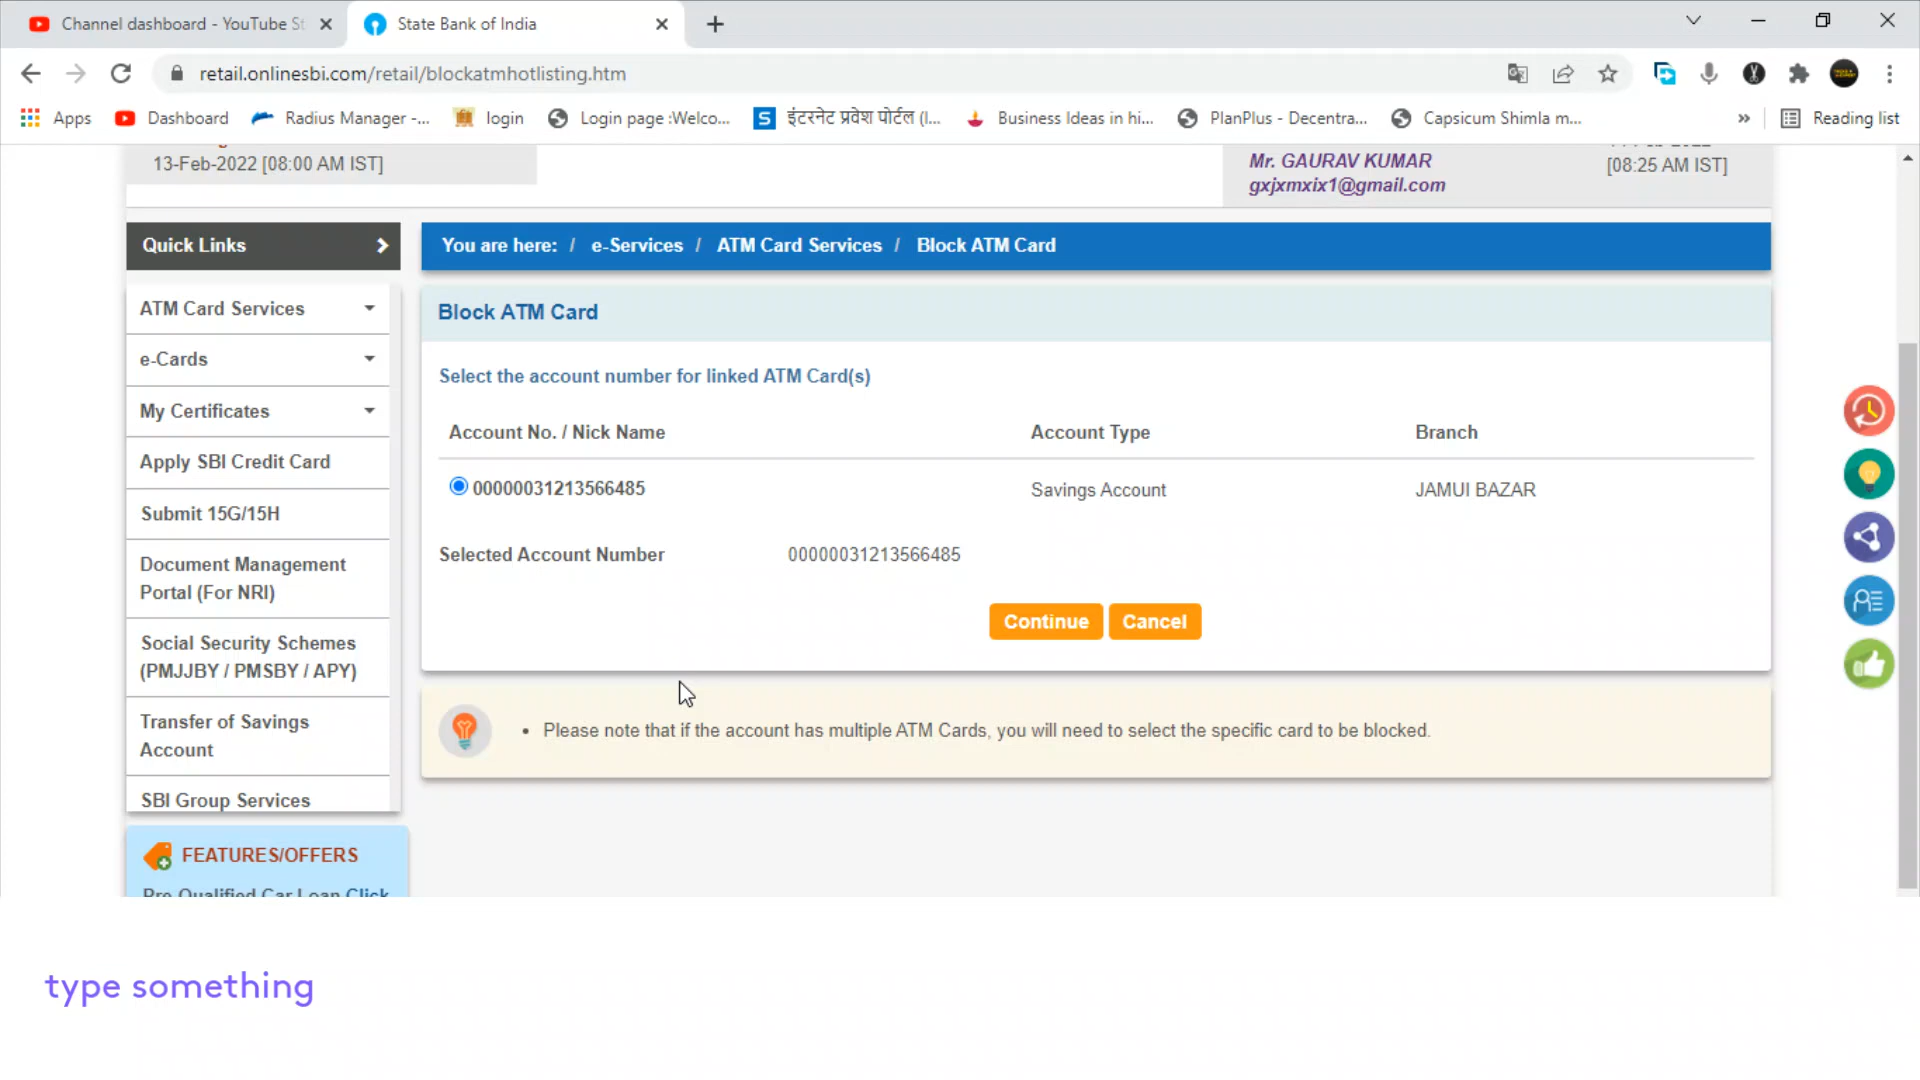 Channel dashboard - YouTube St
State Bank of India
retail.onlinesbi.com/retail/blockatmhotlisting.htm
Apps
Dashboard
Radius Manager -...
login
Login page :Welco...
S
इंटरनेट प्रवेश पोर्टल (I...
Business Ideas in hi...
PlanPlus - Decentra...
Capsicum Shimla m...
»
Reading list
13-Feb-2022 [08:00 AM IST]
Mr. GAURAV KUMAR
gxjxmxix1@gmail.com
[08:25 AM IST]
Quick Links
You are here: / e-Services / ATM Card Services / Block ATM Card
ATM Card Services
e-Cards
My Certificates
Apply SBI Credit Card
Submit 15G/15H
Document Management
Portal (For NRI)
Social Security Schemes
(PMJJBY / PMSBY / APY)
Transfer of Savings
Account
SBI Group Services
FEATURES/OFFERS
Pre Qualified Car Loan Click
Block ATM Card
Select the account number for linked ATM Card(s)
Account No. / Nick Name Account Type Branch
00000031213566485 Savings Account JAMUI BAZAR
Selected Account Number 00000031213566485
Continue Cancel
• Please note that if the account has multiple ATM Cards, you will need to select the specific card to be blocked.
type something